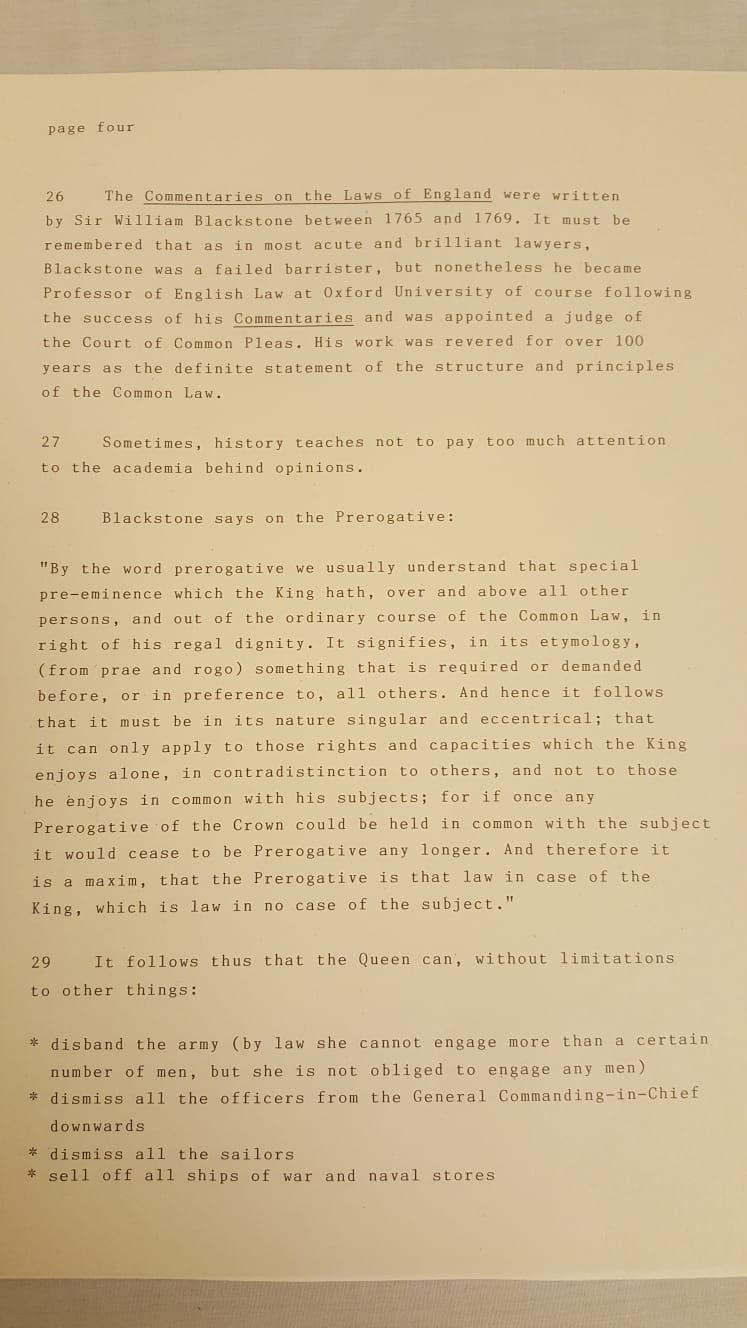 page four
26 The Commentaries on the Laws of England were written
by Sir William Blackstone between 1765 and 1769. It must be
remembered that as in most acute and brilliant lawyers,
Blackstone was a failed barrister, but nonetheless he became
Professor of English Law at Oxford University of course following
the success of his Commentaries and was appointed a judge of
the Court of Common Pleas. His work was revered for over 100
years as the definite statement of the structure and principles
of the Common Law.
27 Sometimes, history teaches not to pay too much attention
to the academia behind opinions.
28 Blackstone says on the Prerogative:
"By the word prerogative we usually understand that special
pre-eminence which the King hath, over and above all other
persons, and out of the ordinary course of the Common Law, in
right of his regal dignity. It signifies, in its etymology,
(from prae and rogo) something that is required or demanded
before, or in preference to, all others. And hence it follows
that it must be in its nature singular and eccentrical; that
it can only apply to those rights and capacities which the King
enjoys alone, in contradistinction to others, and not to those
he enjoys in common with his subjects; for if once any
Prerogative of the Crown could be held in common with the subject
it would cease to be Prerogative any longer. And therefore it
is a maxim, that the Prerogative is that law in case of the
King, which is law in no case of the subject."
29 It follows thus that the Queen can, without limitations
to other things:
* disband the army (by law she cannot engage more than a certain
number of men, but she is not obliged to engage any men)
* dismiss all the officers from the General Commanding-in-Chief
downwards
* dismiss all the sailors
* sell off all ships of war and naval stores